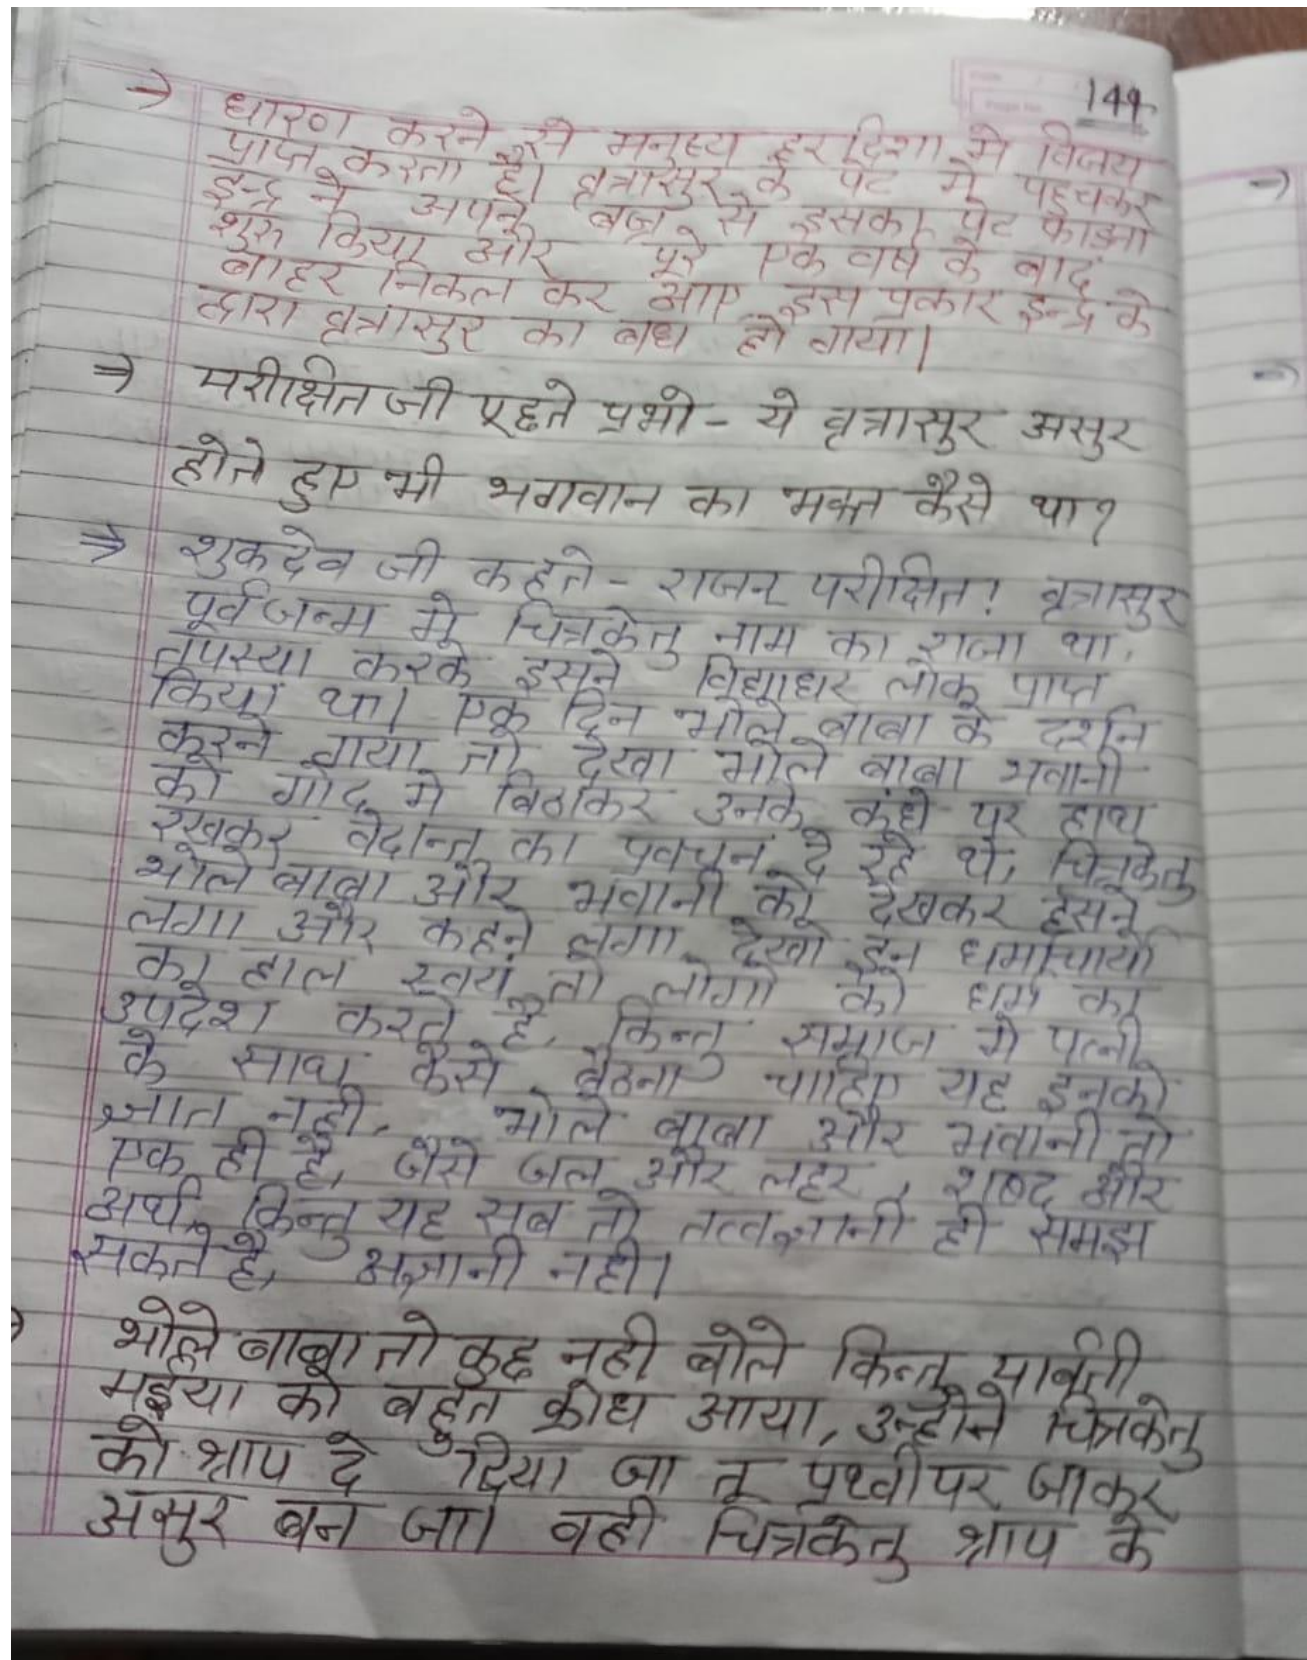 149
→ धारण करने से मनुष्य हर दिशा मे विजय
प्राप्त करता है। वृत्रासुर के पेट मे पहुचकर
इन्द्र ने अपने बज्र से इसका पेट फाडना
शुरु किया और पूरे एक वर्ष के बाद
बाहर निकल कर आए इस प्रकार इन्द्र के
द्वारा वृत्रासुर का बध हो गया।
⇒ परीक्षित जी पूछते प्रभो - ये वृत्रासुर असुर
होते हुए भी भगवान का भक्त कैसे था?
⇒ शुकदेव जी कहते - राजन परीक्षित! वृत्रासुर
पूर्व जन्म मे चित्रकेतु नाम का राजा था,
तपस्या करके इसने विद्याधर लोक प्राप्त
किया था। एक दिन भोले बाबा के दर्शन
करने गया तो देखा भोले बाबा भवानी
को गोद मे बिठाकर उनके कंधे पर हाथ
रखकर वेदान्त का प्रवचन दे रहे थे, चित्रकेतु
भोले बाबा और भवानी को देखकर हंसने
लगा और कहने लगा देखो इन धर्माचार्यो
का हाल स्वयं तो लोगो को धर्म का
उपदेश करते है, किन्तु समाज मे पत्नी
के साथ कैसे बैठना चाहिए यह इनको
ज्ञात नही, भोले बाबा और भवानी तो
एक ही है, जैसे जल और लहर, शब्द और
अर्थ, किन्तु यह सब तो तत्वज्ञानी ही समझ
सकते है, अज्ञानी नही।
भोले बाबा तो कुछ नही बोले किन्तु पार्वती
मइया को बहुत क्रोध आया, उन्होने चित्रकेतु
को श्राप दे दिया जा तू प्रथ्वी पर जाकर
असुर बन जा। वही चित्रकेतु श्राप के